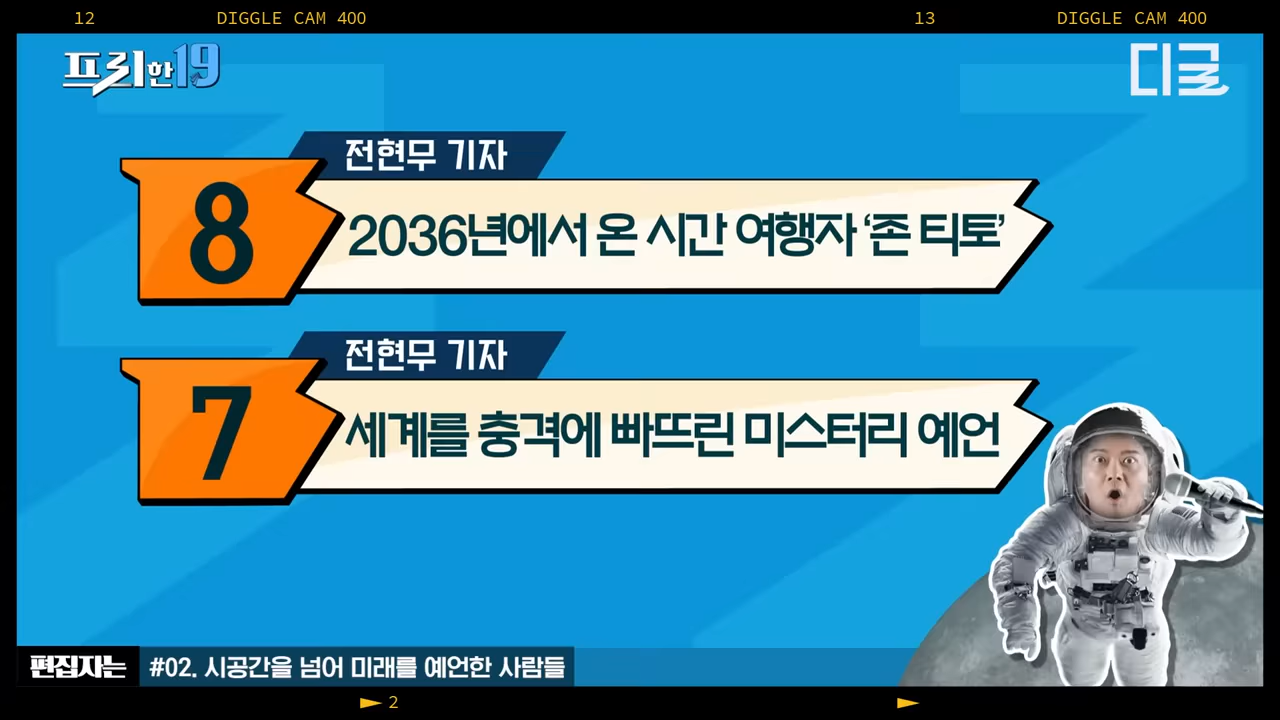 12 DIGGLE CAM 400 13 DIGGLE CAM 400
프리한19 디글
전현무 기자
8 2036년에서 온 시간 여행자 ‘존 티토’
전현무 기자
7 세계를 충격에 빠뜨린 미스터리 예언
편집자는 #02. 시공간을 넘어 미래를 예언한 사람들
2